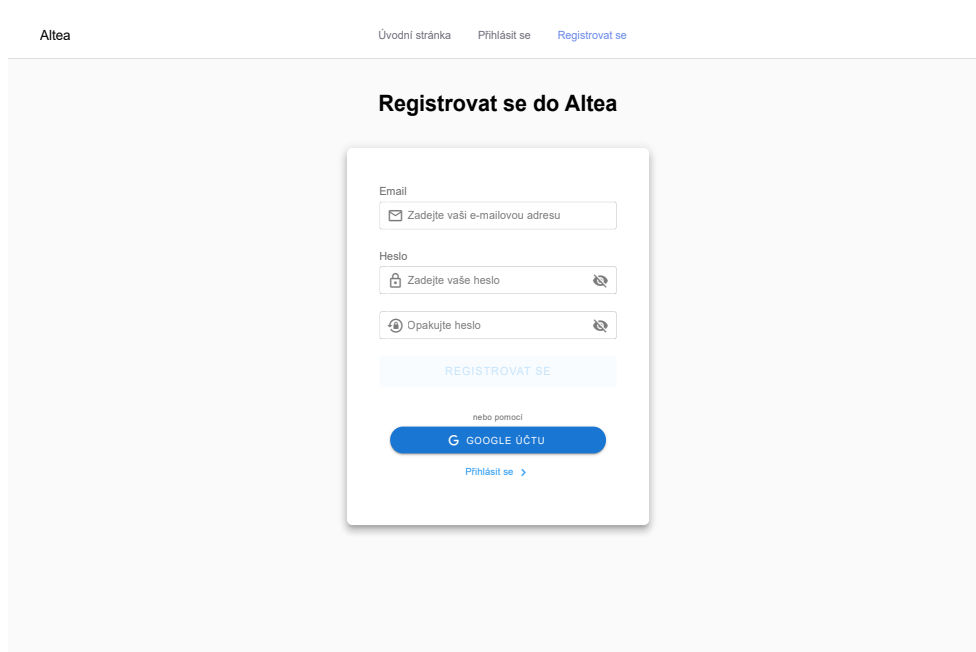 Altea
Úvodní stránka Přihlásit se Registrovat se
Registrovat se do Altea
Email
Zadejte vaši e-mailovou adresu
Heslo
Zadejte vaše heslo
Opakujte heslo
REGISTROVAT SE
nebo pomocí
GOOGLE ÚČTU
Přihlásit se